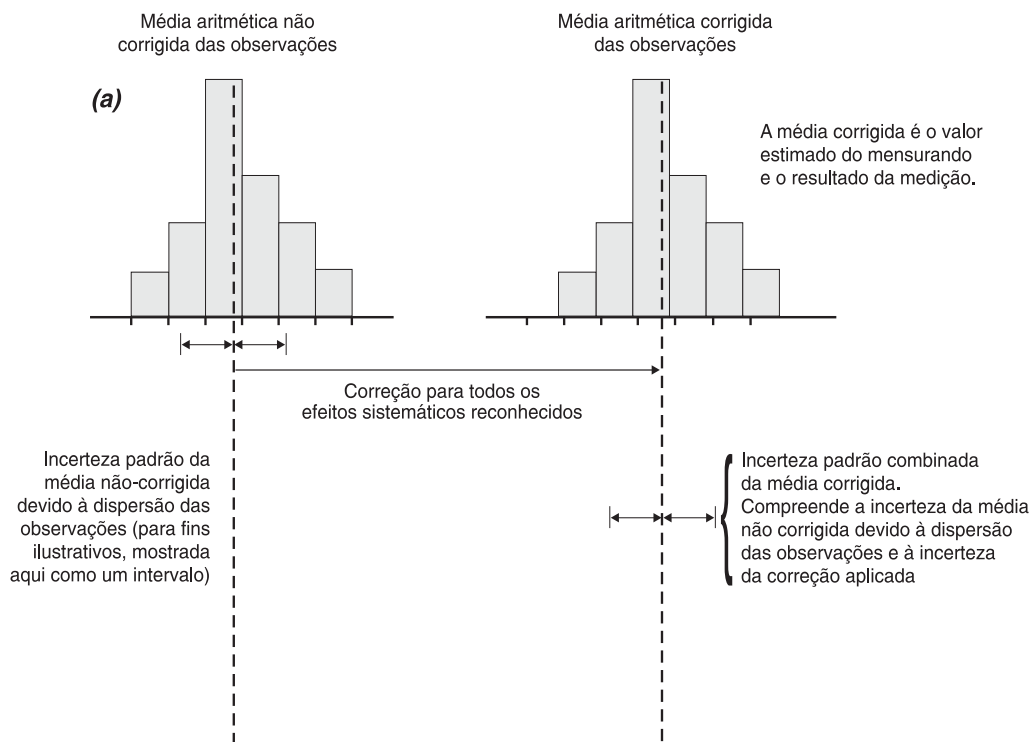 Média aritmética não
corrigida das observações
Média aritmética corrigida
das observações
(a)
A média corrigida é o valor
estimado do mensurando
e o resultado da medição.
Correção para todos os
efeitos sistemáticos reconhecidos
Incerteza padrão da
média não-corrigida
devido à dispersão das
observações (para fins
ilustrativos, mostrada
aqui como um intervalo)
Incerteza padrão combinada
da média corrigida.
Compreende a incerteza da média
não corrigida devido à dispersão
das observações e à incerteza
da correção aplicada